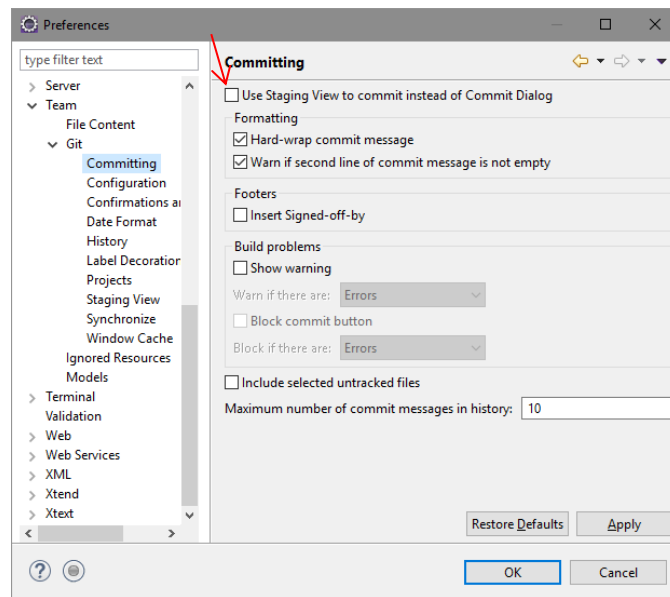 Preferences
type filter text
Server
Team
File Content
Git
Committing
Configuration
Confirmations a
Date Format
History
Label Decoration
Projects
Staging View
Synchronize
Window Cache
Ignored Resources
Models
Terminal
Validation
Web
Web Services
XML
Xtend
Xtext
Committing
Use Staging View to commit instead of Commit Dialog
Formatting
Hard-wrap commit message
Warn if second line of commit message is not empty
Footers
Insert Signed-off-by
Build problems
Show warning
Warn if there are: Errors
Block commit button
Block if there are: Errors
Include selected untracked files
Maximum number of commit messages in history: 10
Restore Defaults Apply
? OK Cancel